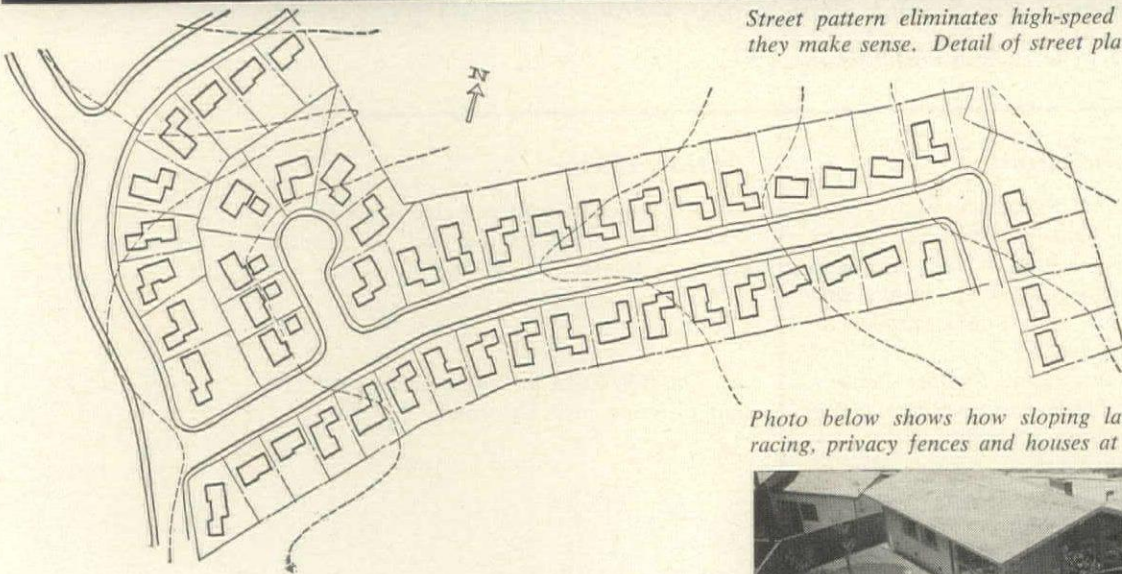 Street pattern eliminates high-speed
they make sense. Detail of street pla
N
Photo below shows how sloping la
racing, privacy fences and houses at